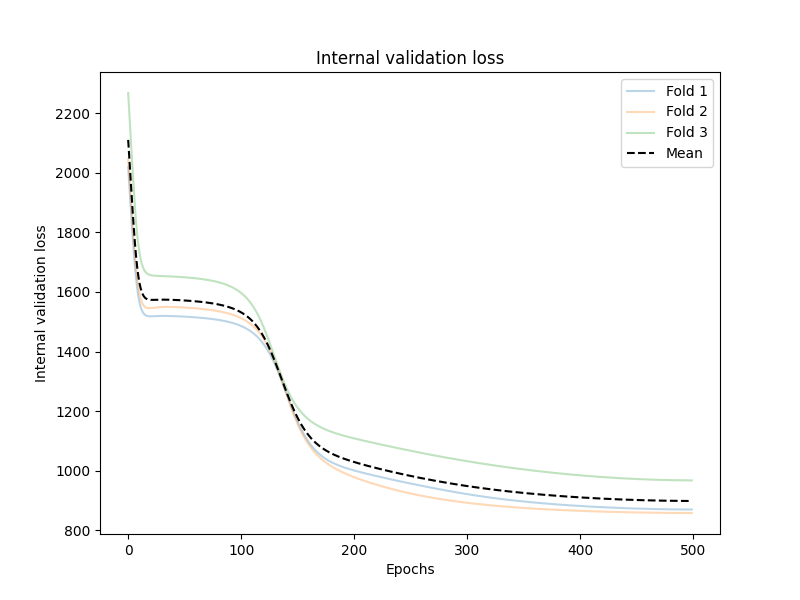 Internal validation loss
Fold 1
Fold 2
Fold 3
Mean
2200
2000
1800
1600
1400
1200
1000
800
Internal validation loss
0 100 200 300 400 500
Epochs